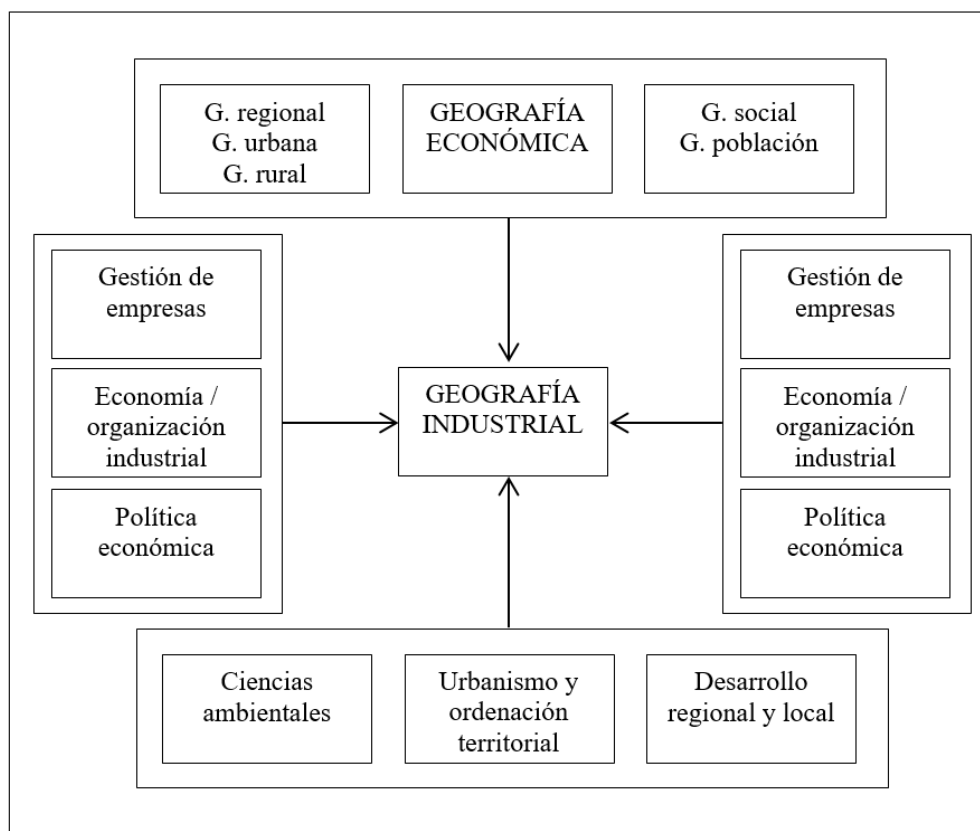 G. regional
G. urbana
G. rural
GEOGRAFÍA
ECONÓMICA
G. social
G. población
Gestión de
empresas
Economía /
organización
industrial
Política
económica
GEOGRAFÍA
INDUSTRIAL
Gestión de
empresas
Economía /
organización
industrial
Política
económica
Ciencias
ambientales
Urbanismo y
ordenación
territorial
Desarrollo
regional y local